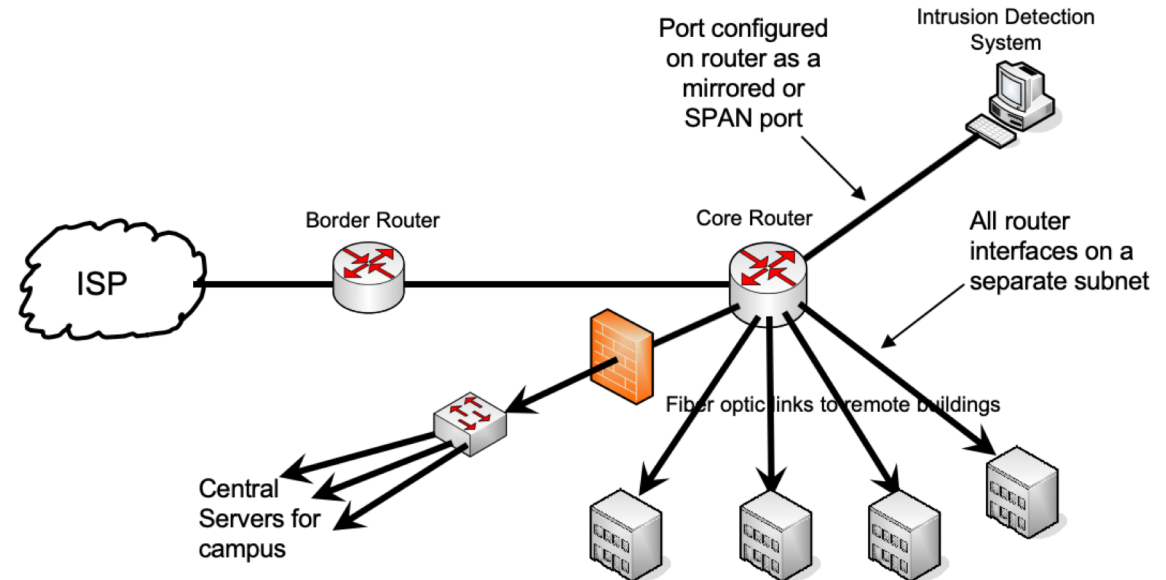 Intrusion Detection
System
Port configured
on router as a
mirrored or
SPAN port
Border Router
Core Router
All router
interfaces on a
separate subnet
ISP
Fiber optic links to remote buildings
Central
Servers for
campus